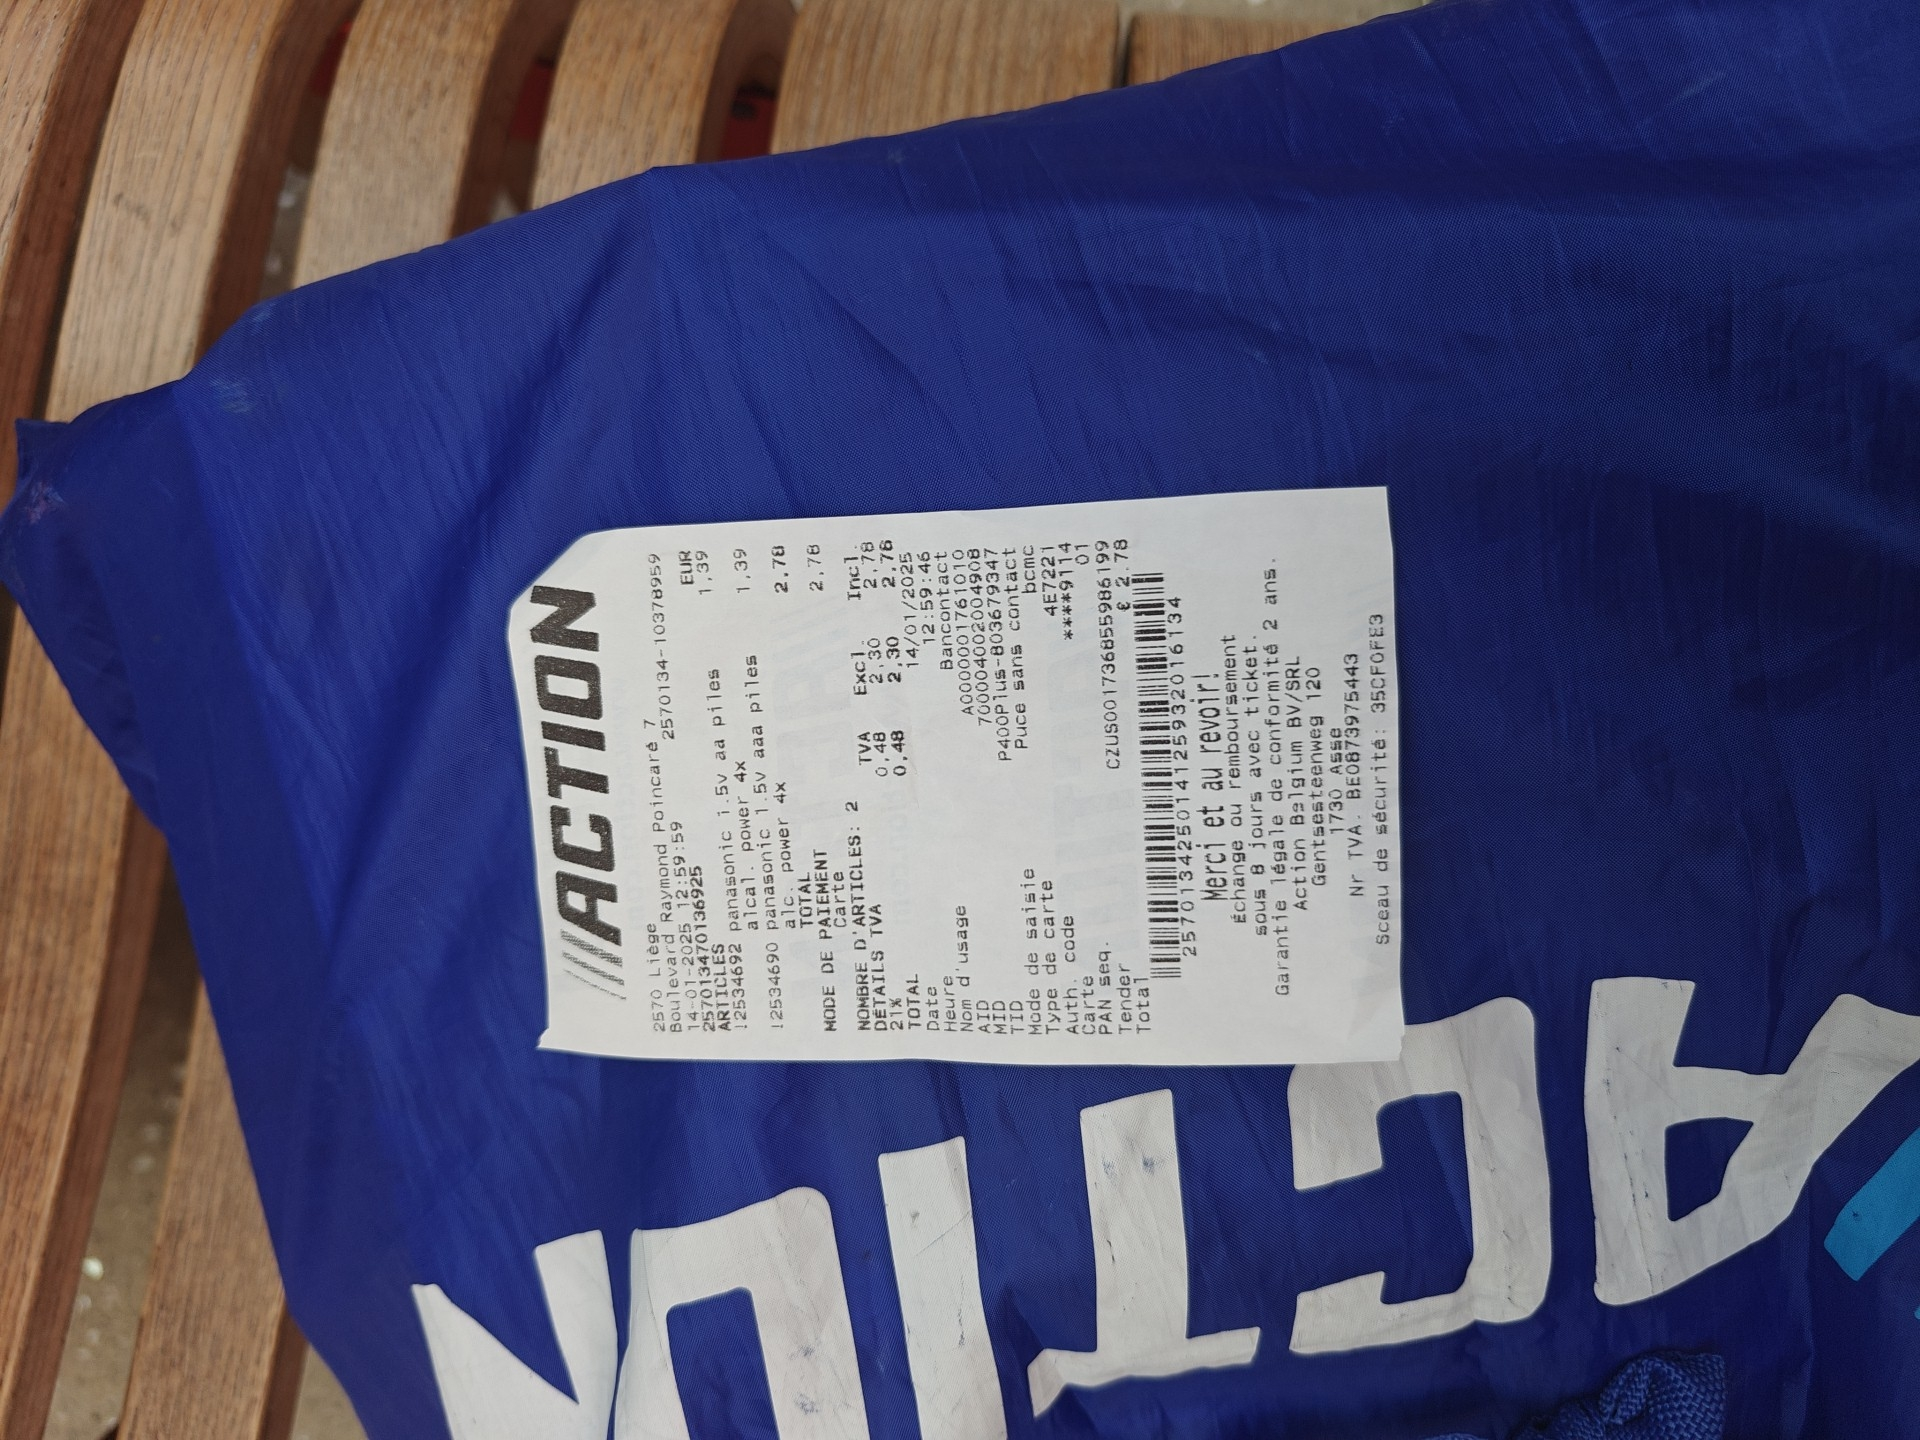 ACTION
2570 Liège
Boulevard Raymond Poincaré 7
14-01-2025 12:59:59 2570134-10378959
257013470136925
ARTICLES EUR
12534692 panasonic 1.5v aa piles 1,39
alcal. power 4x
12534690 panasonic 1.5v aaa piles 1,39
alc. power 4x
TOTAL 2,78
MODE DE PAIEMENT
Carte 2,78
NOMBRE D'ARTICLES: 2
DÉTAILS TVA TVA Excl. Incl.
21% 0,48 2,30 2,78
TOTAL 0,48 2,30 2,78
Date 14/01/2025
Heure 12:59:46
Nom d'usage Bancontact
AID A0000001761010
MID 70000400200490B
TID P400Plus-803679347
Mode de saisie Puce sans contact
Type de carte bcmc
Auth. code 4E7221
Carte ****9114
PAN seq. 01
Tender CZUS001736855986199
Total € 2.78
257013425014125932016134
Merci et au revoir!
Échange ou remboursement
sous 8 jours avec ticket.
Garantie légale de conformité 2 ans.
Action Belgium BV/SRL
Gentsesteenweg 120
1730 Asse
Nr TVA. BE0873975443
Sceau de sécurité: 35CF0FE3
ACTION